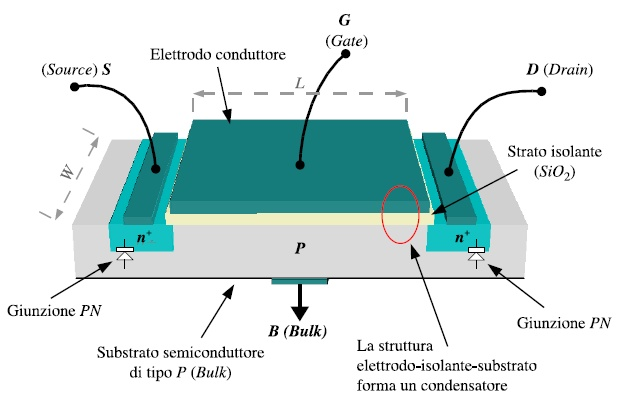 G
(Gate)
Elettrodo conduttore
(Source) S
D (Drain)
L
W
Strato isolante
(SiO2)
n+
P
n+
Giunzione PN
Giunzione PN
B (Bulk)
Substrato semiconduttore
di tipo P (Bulk)
La struttura
elettrodo-isolante-substrato
forma un condensatore